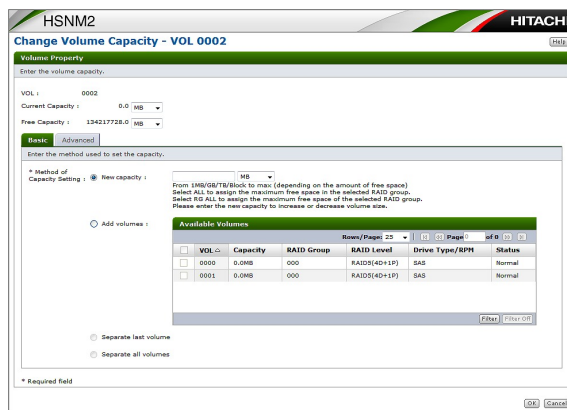 HSNM2
HITACHI
Change Volume Capacity - VOL 0002
Help
Volume Property
Enter the volume capacity.
VOL : 0002
Current Capacity : 0.0 MB
Free Capacity : 134217728.0 MB
Basic Advanced
Enter the method used to set the capacity.
* Method of Capacity Setting : New capacity : MB
From 1MB/GB/TB/Block to max (depending on the amount of free space)
Select ALL to assign the maximum free space in the selected RAID group.
Select RG ALL to assign the maximum free space of the selected RAID group.
Please enter the new capacity to increase or decrease volume size.
Add volumes : Available Volumes
Rows/Page: 25 Page 0 of 0
VOL Capacity RAID Group RAID Level Drive Type/RPM Status
0000 0.0MB 000 RAID5(4D+1P) SAS Normal
0001 0.0MB 000 RAID5(4D+1P) SAS Normal
Filter Filter Off
Separate last volume
Separate all volumes
* Required field
OK Cancel